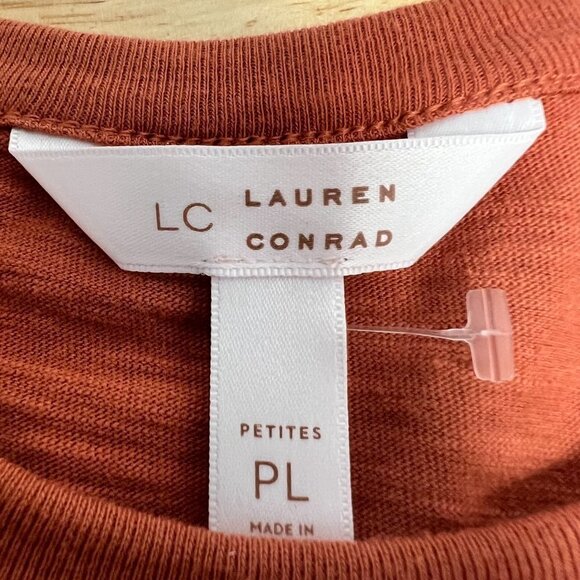 LC LAUREN
CONRAD
PETITES
PL
MADE IN